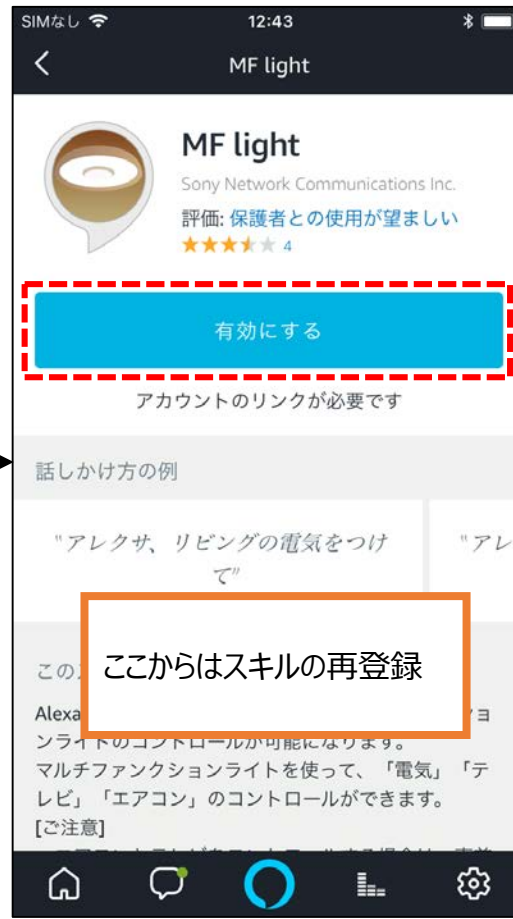 SIMなし 12:43
MF light
MF light
Sony Network Communications Inc.
評価: 保護者との使用が望ましい
4
有効にする
アカウントのリンクが必要です
話しかけ方の例
"アレクサ、リビングの電気をつけ
て"
"アレ
ここからはスキルの再登録
この
Alexa
ョ
ンライトのコントロールが可能になります。
マルチファンクションライトを使って、「電気」「テ
レビ」「エアコン」のコントロールができます。
[ご注意]